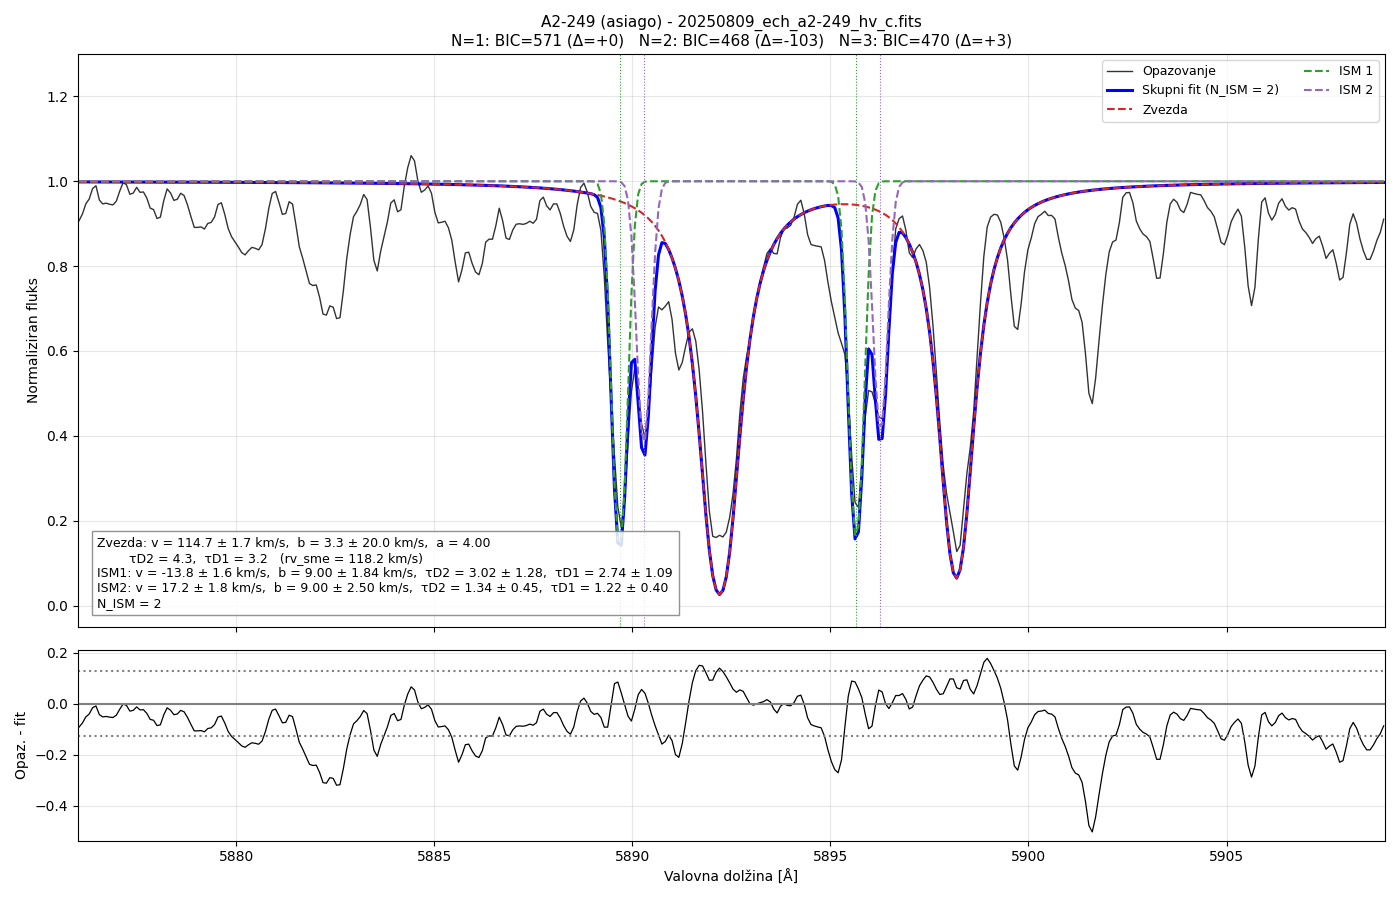 A2-249 (asiago) - 20250809_ech_a2-249_hv_c.fits
N=1: BIC=571 (Δ=+0)   N=2: BIC=468 (Δ=-103)   N=3: BIC=470 (Δ=+3)
Opazovanje
Skupni fit (N_ISM = 2)
Zvezda
ISM 1
ISM 2
Normaliziran fluks
1.2
1.0
0.8
0.6
0.4
0.2
0.0
Zvezda: v = 114.7 ± 1.7 km/s,  b = 3.3 ± 20.0 km/s,  a = 4.00
τD2 = 4.3,  τD1 = 3.2   (rv_sme = 118.2 km/s)
ISM1: v = -13.8 ± 1.6 km/s,  b = 9.00 ± 1.84 km/s,  τD2 = 3.02 ± 1.28,  τD1 = 2.74 ± 1.09
ISM2: v = 17.2 ± 1.8 km/s,  b = 9.00 ± 2.50 km/s,  τD2 = 1.34 ± 0.45,  τD1 = 1.22 ± 0.40
N_ISM = 2
Opaz. - fit
0.2
0.0
−0.2
−0.4
5880
5885
5890
5895
5900
5905
Valovna dolžina [Å]